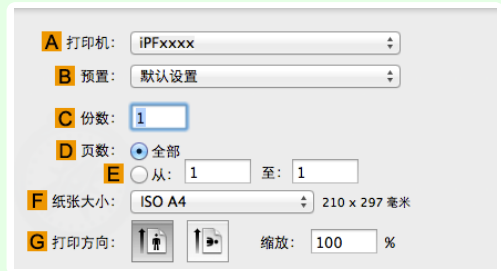 A 打印机: iPFxxxx
B 预置: 默认设置
C 份数: 1
D 页数: 全部
E 从: 1 至: 1
F 纸张大小: ISO A4 210 x 297 毫米
G 打印方向: 缩放: 100 %